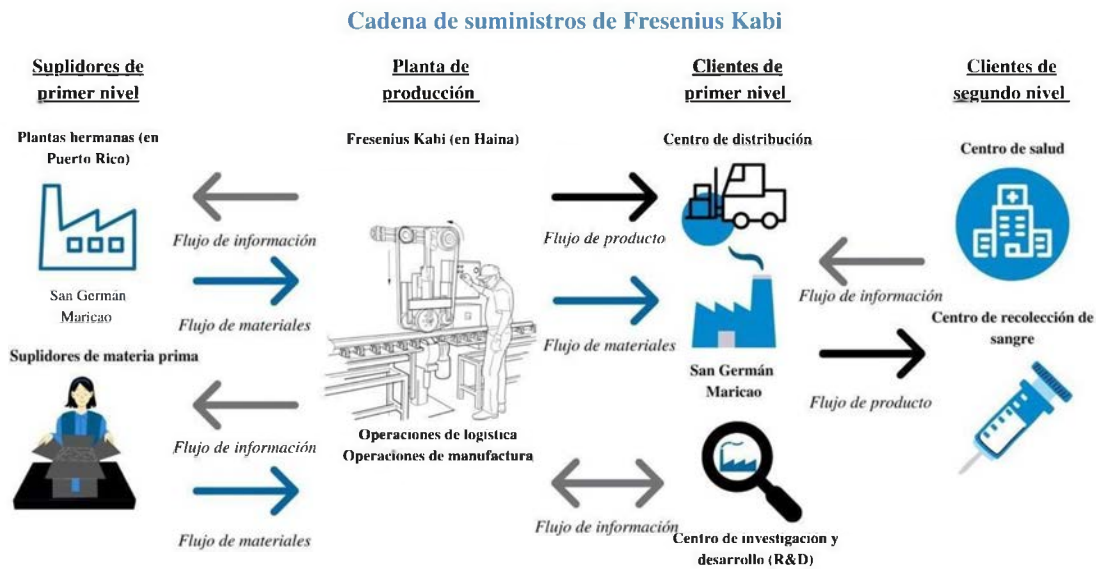 Cadena de suministros de Fresenius Kabi
Suplidores de
primer nivel
Plantas hermanas (en
Puerto Rico)
Flujo de información
San Germán
Maricao
Flujo de materiales
Suplidores de materia prima
Flujo de información
Flujo de materiales
Planta de
producción
Fresenius Kabi (en Haina)
Operaciones de logística
Operaciones de manufactura
Clientes de
primer nivel
Centro de distribución
Flujo de producto
Flujo de materiales
San Germán
Maricao
Flujo de información
Centro de investigación y
desarrollo (R&D)
Clientes de
segundo nivel
Centro de salud
Flujo de información
Centro de recolección de
sangre
Flujo de producto